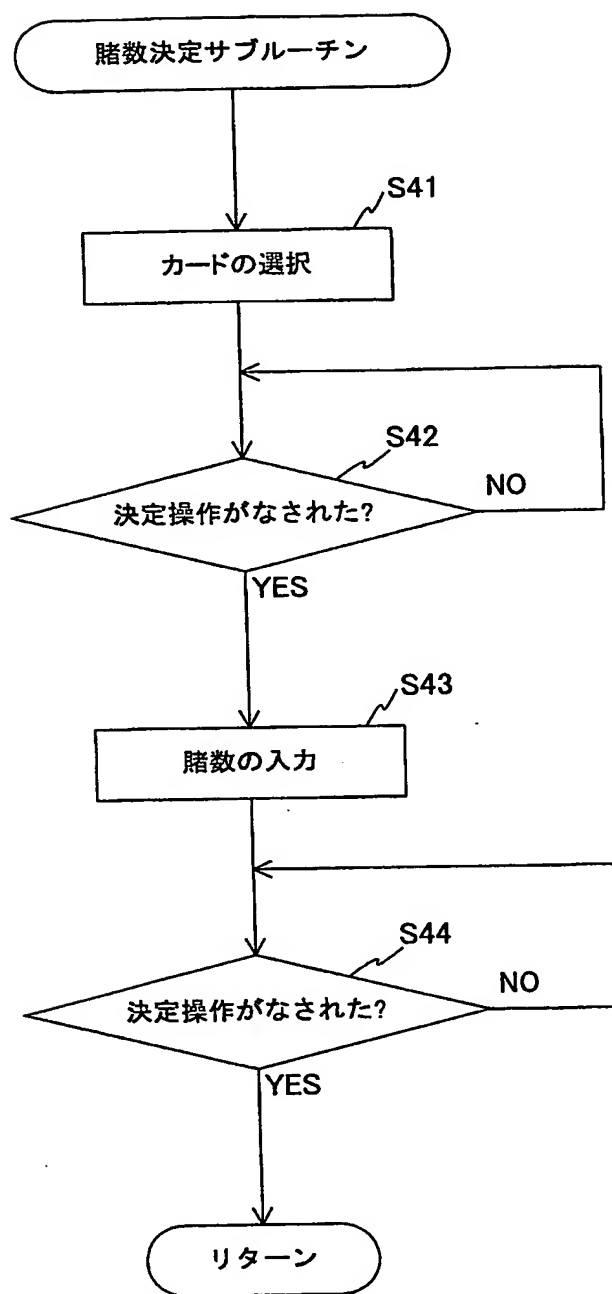 賭数決定サブルーチン
S41
カードの選択
S42
決定操作がなされた?
NO
YES
S43
賭数の入力
S44
決定操作がなされた?
NO
YES
リターン